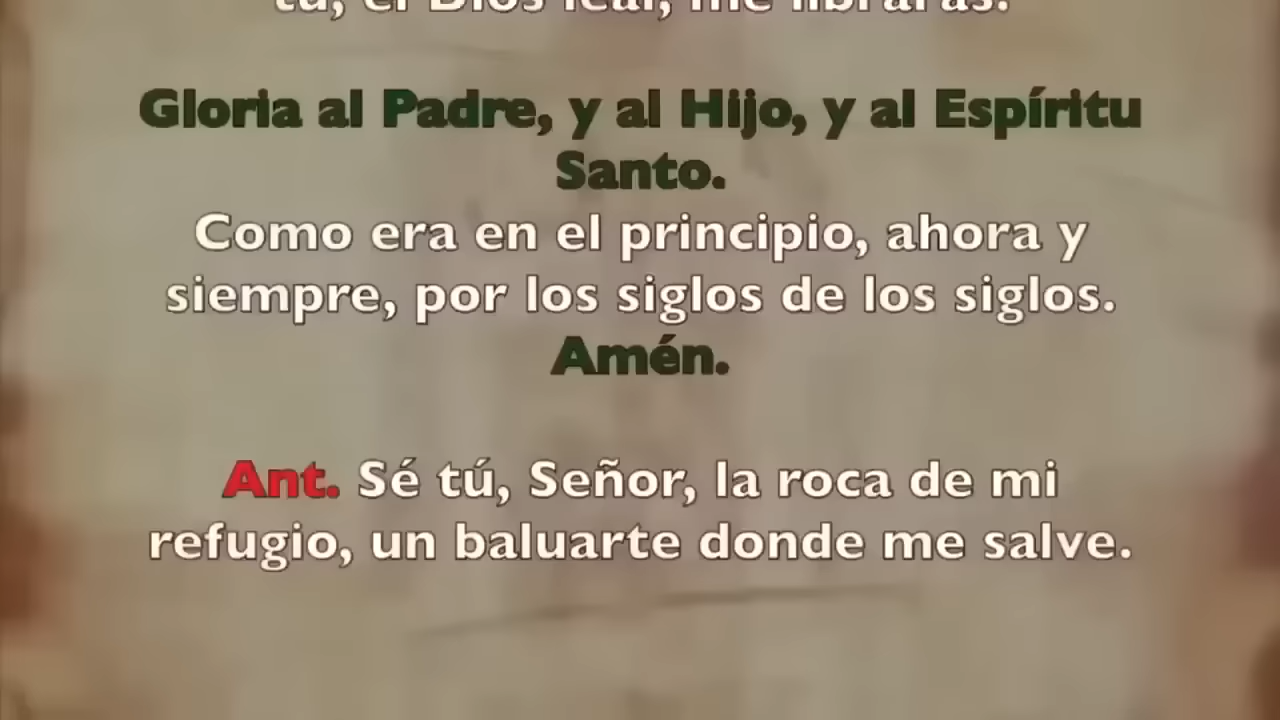 tú, el Dios leal, me librarás.
Gloria al Padre, y al Hijo, y al Espíritu
Santo.
Como era en el principio, ahora y
siempre, por los siglos de los siglos.
Amén.
Ant. Sé tú, Señor, la roca de mi
refugio, un baluarte donde me salve.